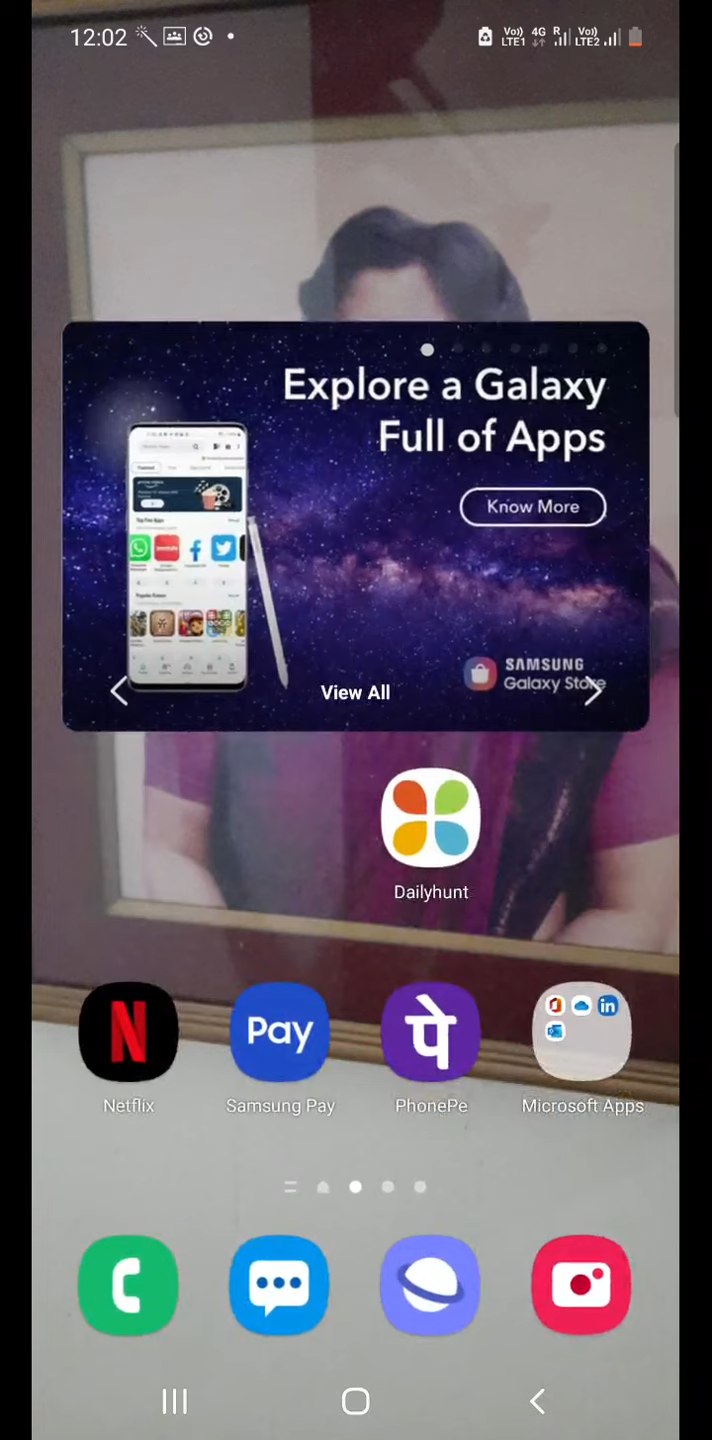 12:02
Vo)) LTE1 4G R Vo)) LTE2
Explore a Galaxy
Full of Apps
Know More
SAMSUNG
Galaxy Store
View All
Dailyhunt
N
Pay
पे
in
Netflix
Samsung Pay
PhonePe
Microsoft Apps